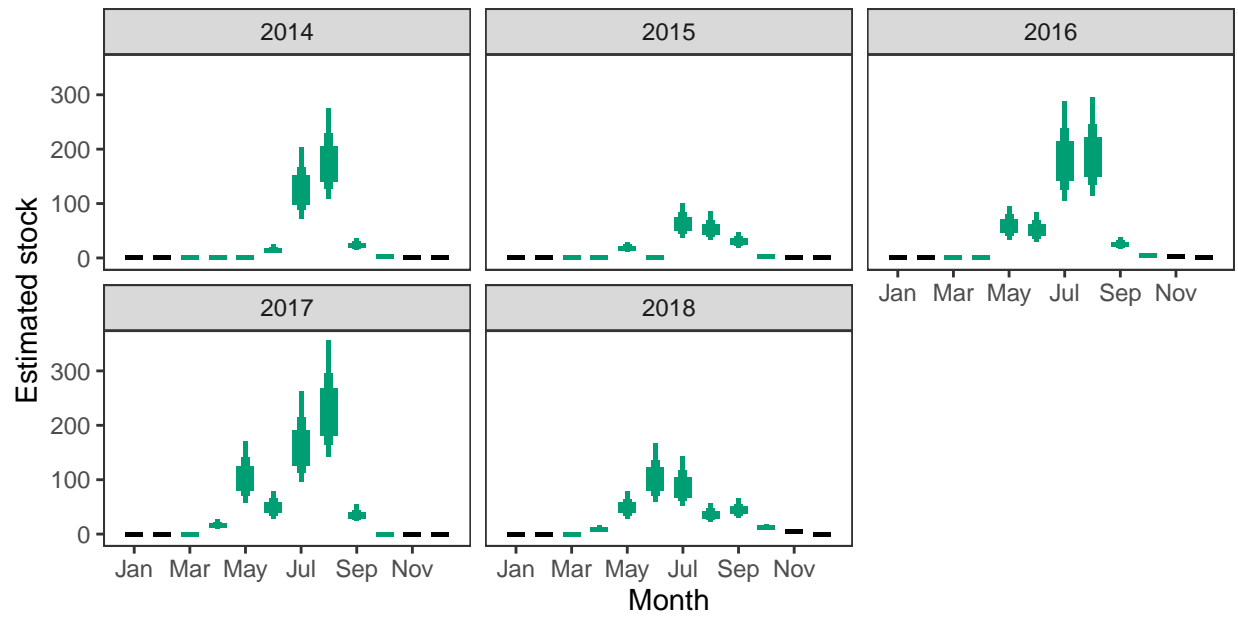 2014 2015 2016
300
200
100
0
Jan Mar May Jul Sep Nov
2017 2018
300
200
100
0
Jan Mar May Jul Sep Nov Jan Mar May Jul Sep Nov
Month
Estimated stock